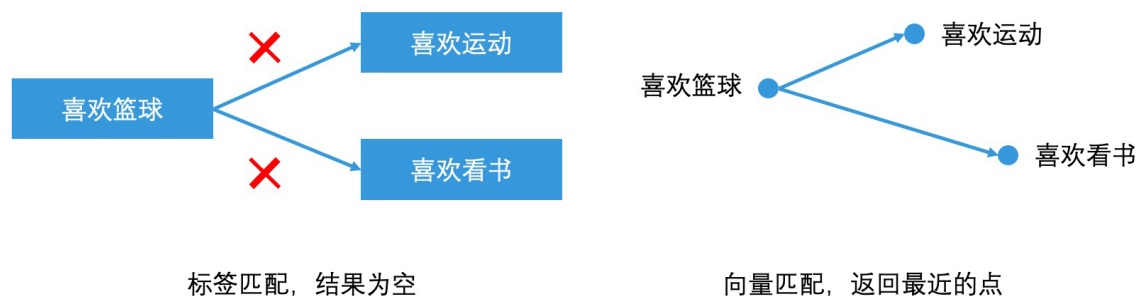 喜欢篮球
喜欢运动
喜欢看书
标签匹配，结果为空
喜欢篮球
喜欢运动
喜欢看书
向量匹配，返回最近的点